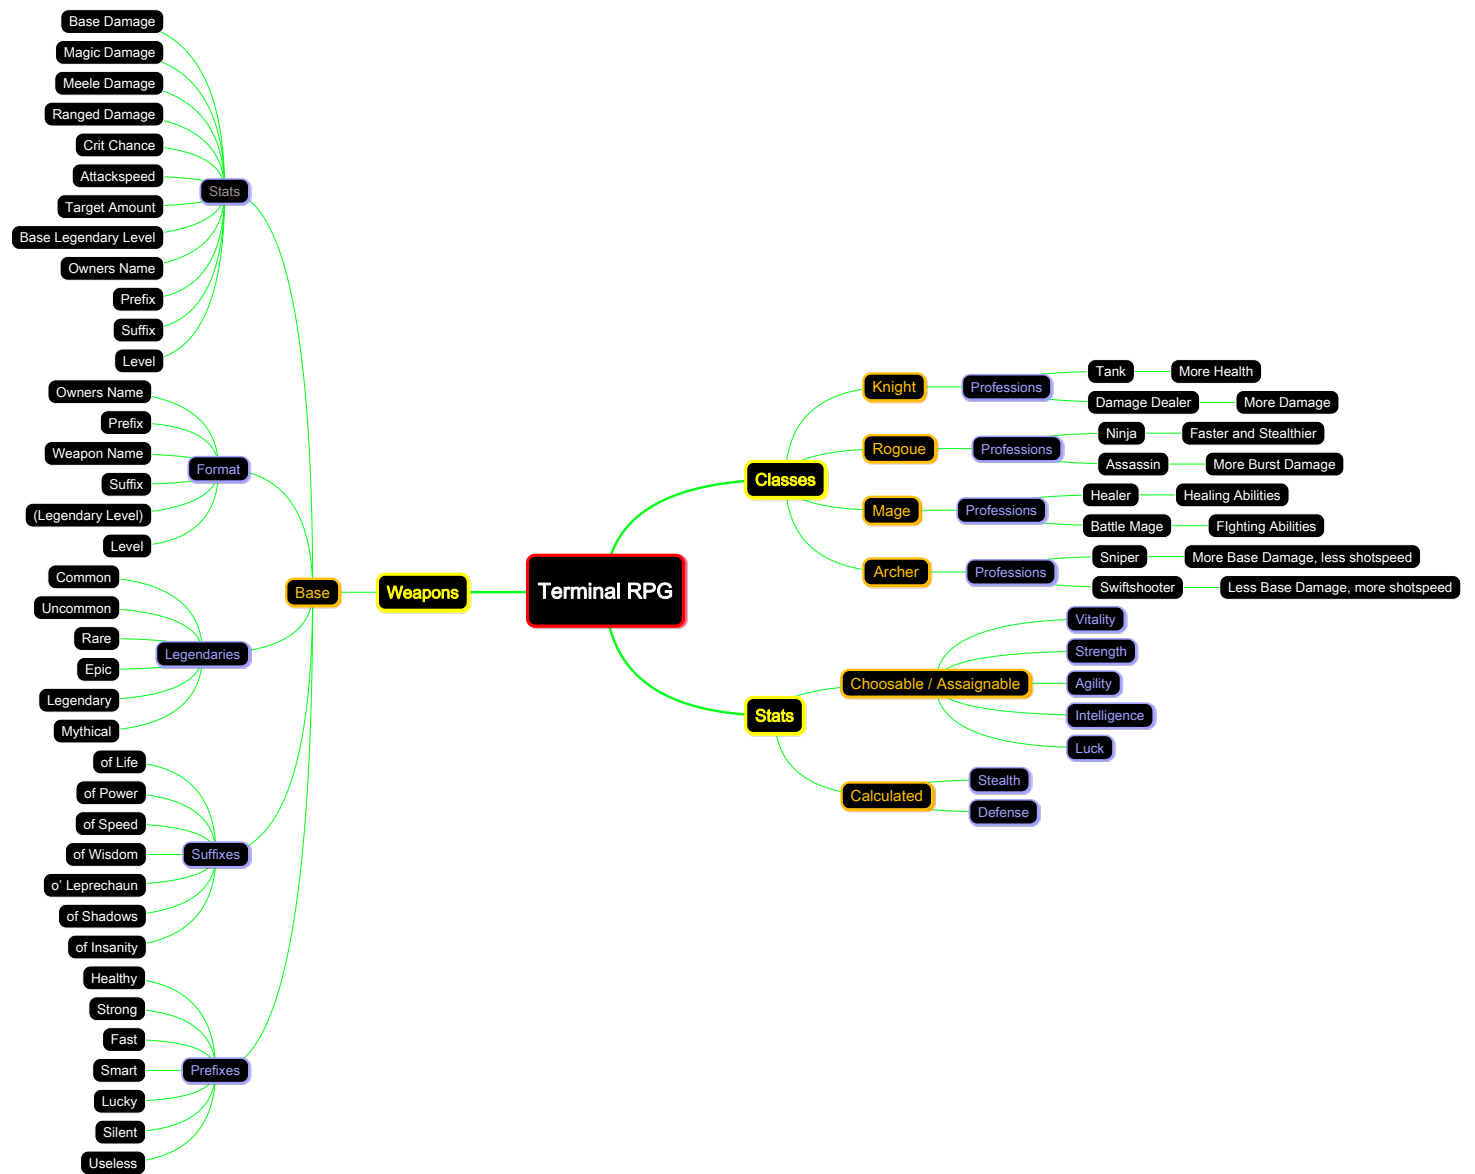 Terminal RPG
Weapons
Base
Stats
Base Damage
Magic Damage
Meele Damage
Ranged Damage
Crit Chance
Attackspeed
Target Amount
Base Legendary Level
Owners Name
Prefix
Suffix
Level
Format
Owners Name
Prefix
Weapon Name
Suffix
(Legendary Level)
Level
Legendaries
Common
Uncommon
Rare
Epic
Legendary
Mythical
Suffixes
of Life
of Power
of Speed
of Wisdom
o' Leprechaun
of Shadows
of Insanity
Prefixes
Healthy
Strong
Fast
Smart
Lucky
Silent
Useless
Classes
Knight
Professions
Tank
More Health
Damage Dealer
More Damage
Rogoue
Professions
Ninja
Faster and Stealthier
Assassin
More Burst Damage
Mage
Professions
Healer
Healing Abilities
Battle Mage
FIghting Abilities
Archer
Professions
Sniper
More Base Damage, less shotspeed
Swiftshooter
Less Base Damage, more shotspeed
Stats
Choosable / Assaignable
Vitality
Strength
Agility
Intelligence
Luck
Calculated
Stealth
Defense